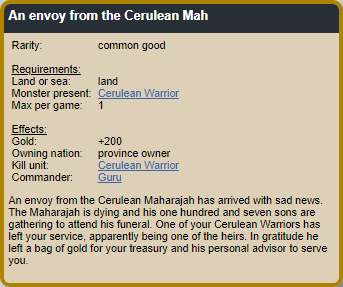 An envoy from the Cerulean Mah
Rarity: common good
Requirements:
Land or sea: land
Monster present: Cerulean Warrior
Max per game: 1
Effects:
Gold: +200
Owning nation: province owner
Kill unit: Cerulean Warrior
Commander: Guru
An envoy from the Cerulean Maharajah has arrived with sad news.
The Maharajah is dying and his one hundred and seven sons are
gathering to attend his funeral. One of your Cerulean Warriors has
left your service, apparently being one of the heirs. In gratitude he
left a bag of gold for your treasury and his personal advisor to serve
you.